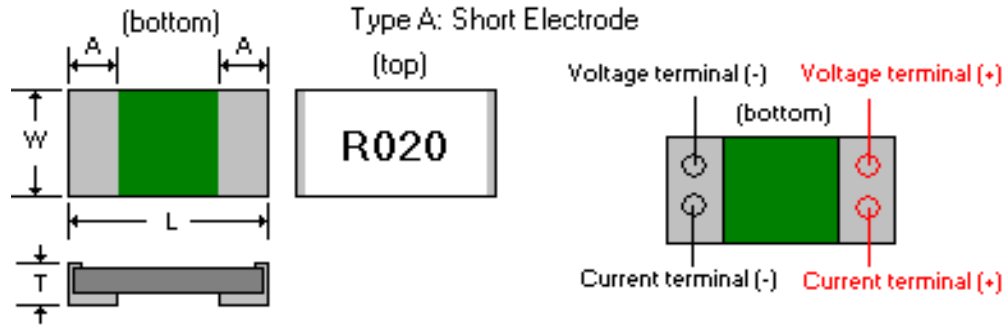 Type A: Short Electrode
(bottom)
A
A
(top)
W
R020
L
T
Voltage terminal (-)
Voltage terminal (+)
(bottom)
Current terminal (-)
Current terminal (+)